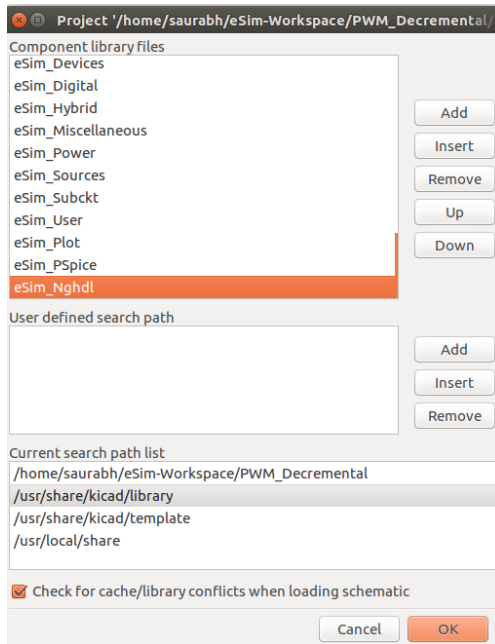 Project '/home/saurabh/eSim-Workspace/PWM_Decremental/
Component library files
eSim_Devices
eSim_Digital
eSim_Hybrid
eSim_Miscellaneous
eSim_Power
eSim_Sources
eSim_Subckt
eSim_User
eSim_Plot
eSim_PSpice
eSim_Nghdl
Add
Insert
Remove
Up
Down
User defined search path
Add
Insert
Remove
Current search path list
/home/saurabh/eSim-Workspace/PWM_Decremental
/usr/share/kicad/library
/usr/share/kicad/template
/usr/local/share
Check for cache/library conflicts when loading schematic
Cancel
OK